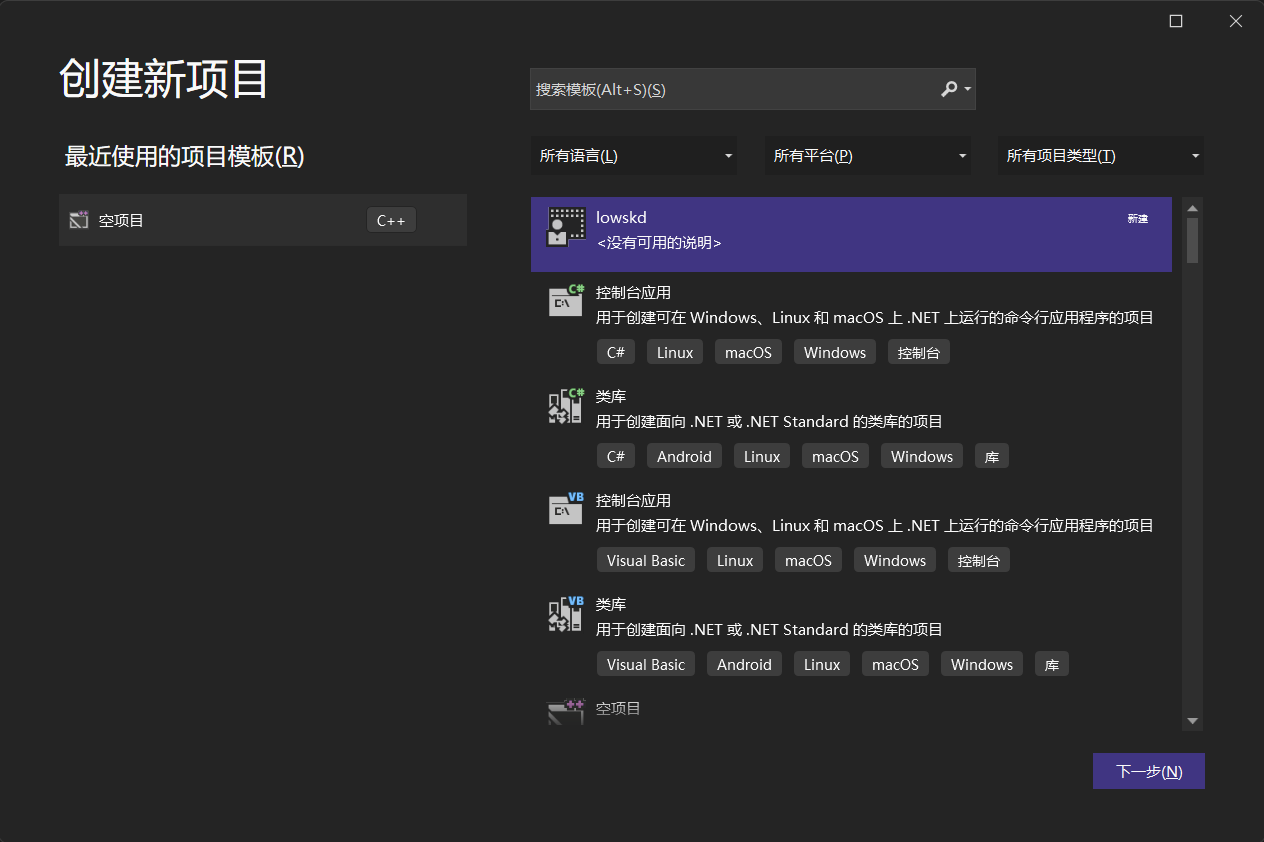 创建新项目
最近使用的项目模板(R)
空项目 C++
搜索模板(Alt+S)(S)
所有语言(L) 所有平台(P) 所有项目类型(T)
lowskd 新建
<没有可用的说明>
C#
控制台应用
C:\
用于创建可在 Windows、Linux 和 macOS 上 .NET 上运行的命令行应用程序的项目
C# Linux macOS Windows 控制台
C#
类库
用于创建面向 .NET 或 .NET Standard 的类库的项目
C# Android Linux macOS Windows 库
VB
控制台应用
C:\
用于创建可在 Windows、Linux 和 macOS 上 .NET 上运行的命令行应用程序的项目
Visual Basic Linux macOS Windows 控制台
VB
类库
用于创建面向 .NET 或 .NET Standard 的类库的项目
Visual Basic Android Linux macOS Windows 库
空项目
下一步(N)